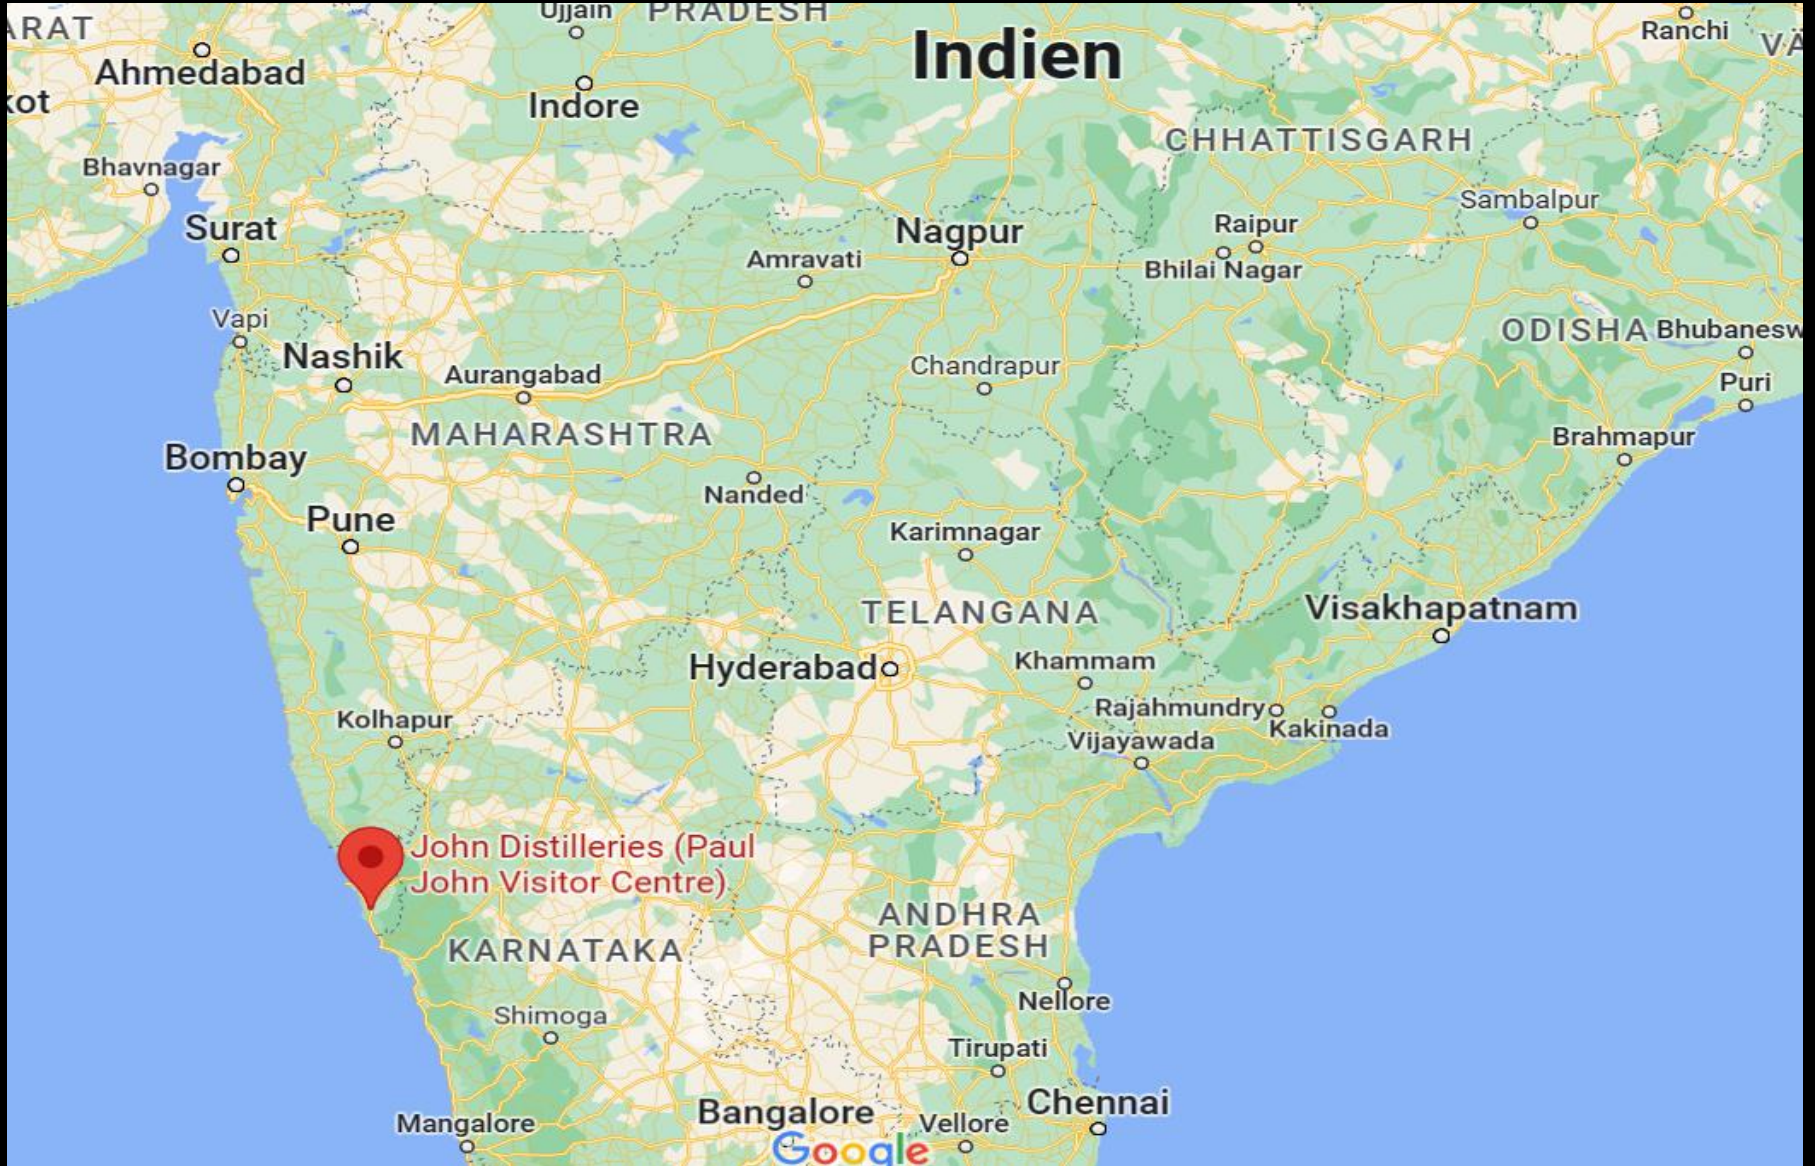 Ujjain
PRADESH
ARAT
Ahmedabad
Indore
Indien
Ranchi
VÄ
kot
CHHATTISGARH
Bhavnagar
Sambalpur
Surat
Nagpur
Raipur
Amravati
Bhilai Nagar
Vapi
ODISHA
Bhubanesw
Nashik
Aurangabad
Chandrapur
Puri
MAHARASHTRA
Brahmapur
Bombay
Nanded
Pune
Karimnagar
TELANGANA
Visakhapatnam
Hyderabad
Khammam
Rajahmundry
Kolhapur
Kakinada
Vijayawada
John Distilleries (Paul
John Visitor Centre)
ANDHRA
PRADESH
KARNATAKA
Nellore
Shimoga
Tirupati
Chennai
Bangalore
Mangalore
Vellore
Google